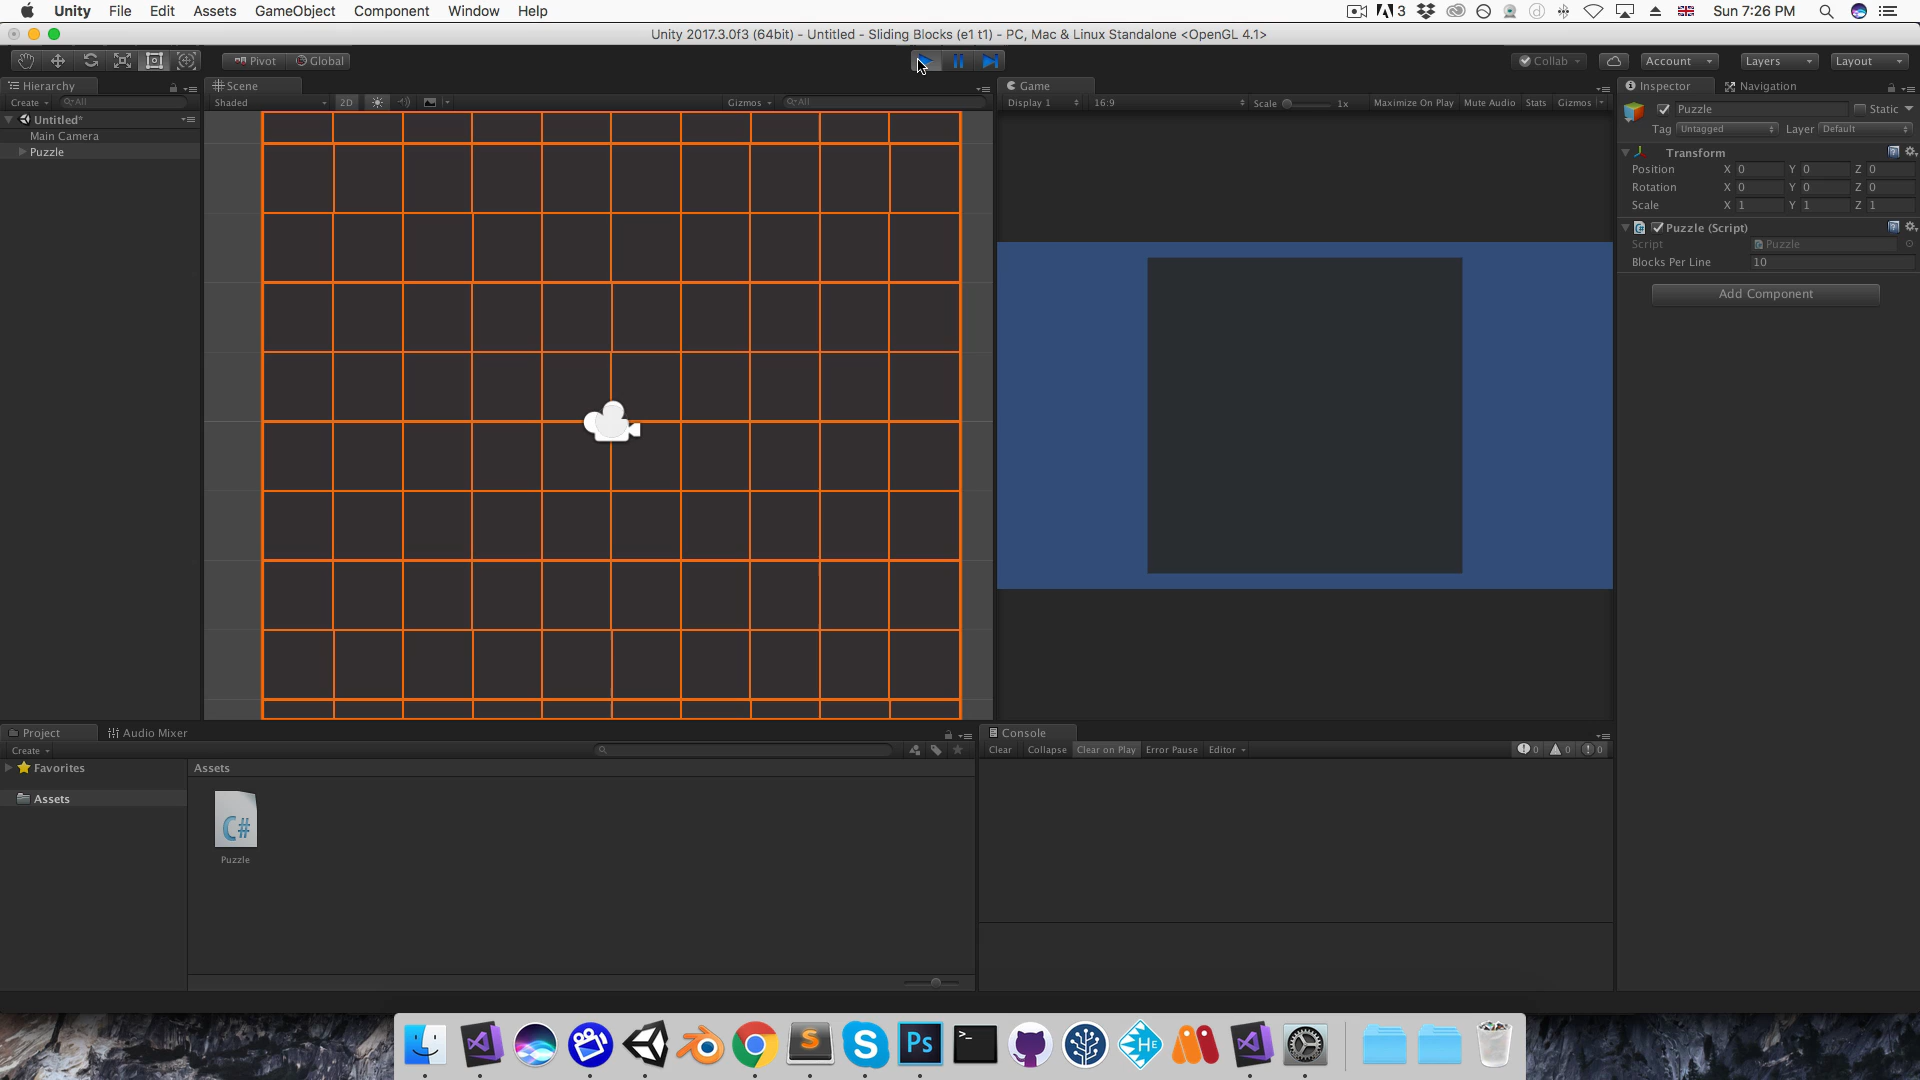 Unity File Edit Assets GameObject Component Window Help 3 Sun 7:26 PM
Unity 2017.3.0f3 (64bit) - Untitled - Sliding Blocks (e1 t1) - PC, Mac & Linux Standalone <OpenGL 4.1>
Pivot Global Collab Account Layers Layout
Hierarchy Scene Game Inspector Navigation
Create All Shaded 2D Gizmos All Display 1 16:9 Scale 1x Maximize On Play Mute Audio Stats Gizmos
Puzzle Static
Untitled*
Tag Untagged Layer Default
Main Camera
Puzzle
Transform
Position X 0 Y 0 Z 0
Rotation X 0 Y 0 Z 0
Scale X 1 Y 1 Z 1
Puzzle (Script)
Script Puzzle
Blocks Per Line 10
Add Component
Project Audio Mixer Console
Create Clear Collapse Clear on Play Error Pause Editor 0 0 0
Favorites Assets
Assets
C#
Puzzle
S Ps >_ HE